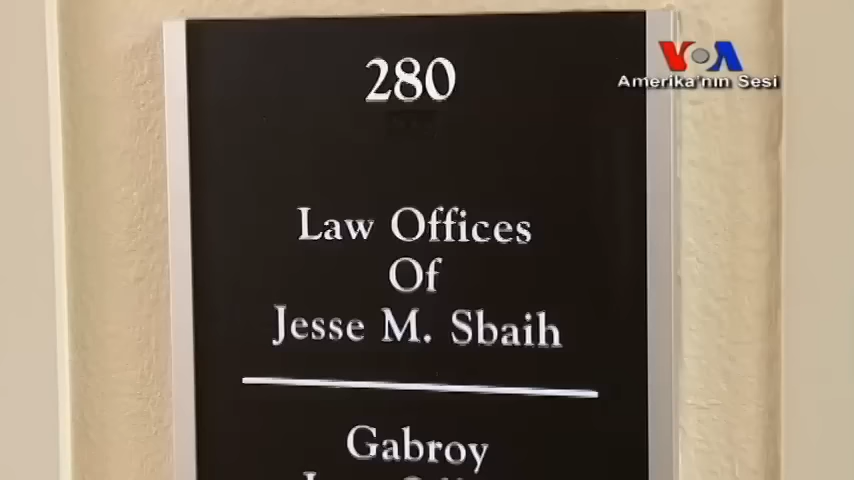 280
VOA
Amerika'nın Sesi
Law Offices
Of
Jesse M. Sbaih
Gabroy